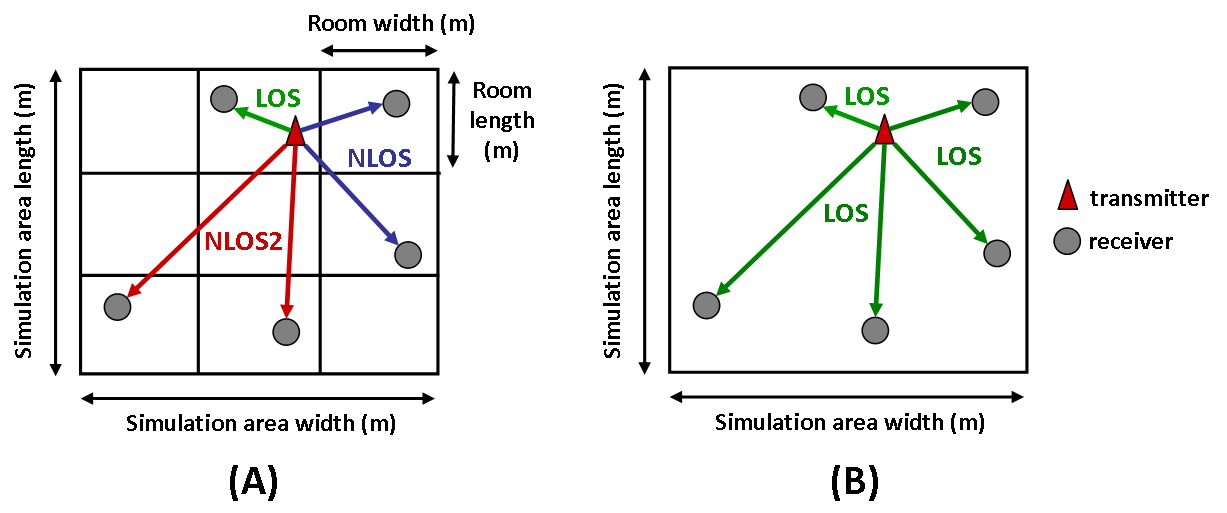 Room width (m)
Simulation area length (m)
LOS
Room
length
(m)
NLOS
NLOS2
Simulation area width (m)
(A)
Simulation area length (m)
LOS
LOS
LOS
Simulation area width (m)
(B)
transmitter
receiver